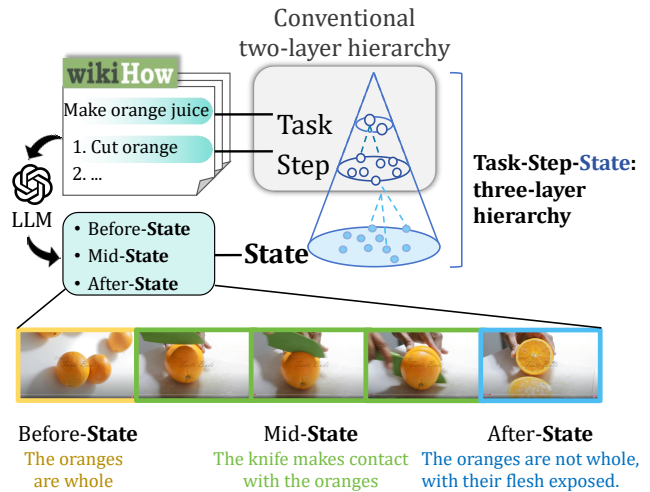 Conventional
two-layer hierarchy
wikiHow
Make orange juice
1. Cut orange
2. ...
Task
Step
LLM
Task-Step-State:
three-layer
hierarchy
• Before-State
• Mid-State
• After-State
State
Before-State
The oranges
are whole
Mid-State
The knife makes contact
with the oranges
After-State
The oranges are not whole,
with their flesh exposed.